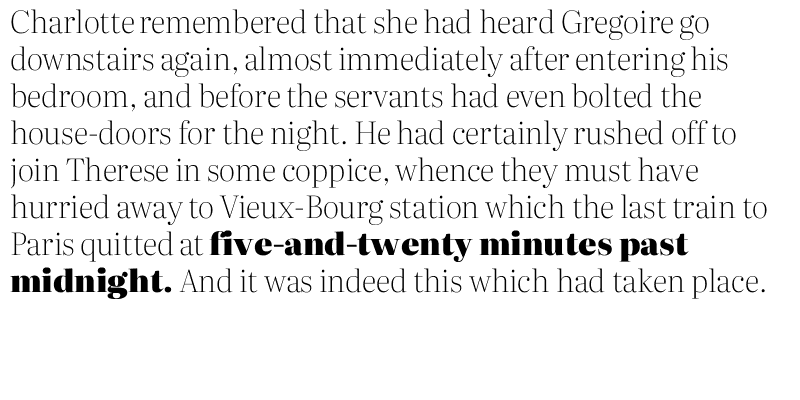 Charlotte remembered that she had heard Gregoire go
downstairs again, almost immediately after entering his
bedroom, and before the servants had even bolted the
house-doors for the night. He had certainly rushed off to
join Therese in some coppice, whence they must have
hurried away to Vieux-Bourg station which the last train to
Paris quitted at five-and-twenty minutes past
midnight. And it was indeed this which had taken place.